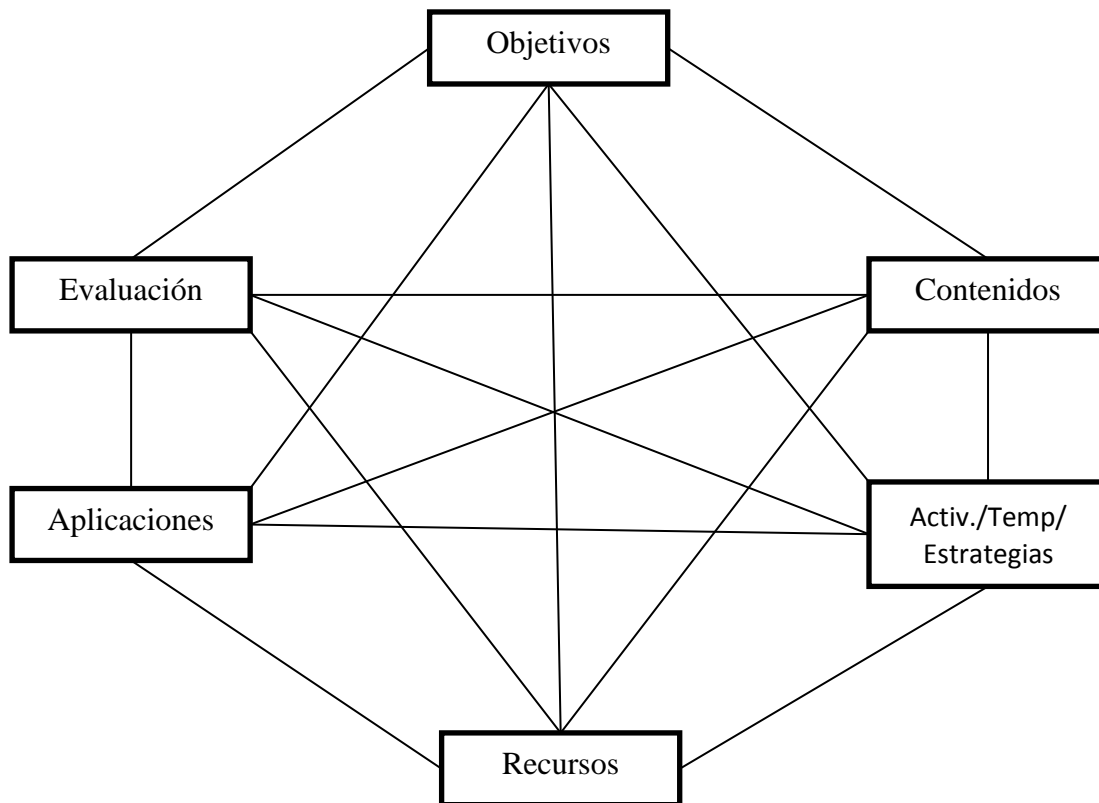 Objetivos
Evaluación
Contenidos
Aplicaciones
Activ./Temp/
Estrategias
Recursos